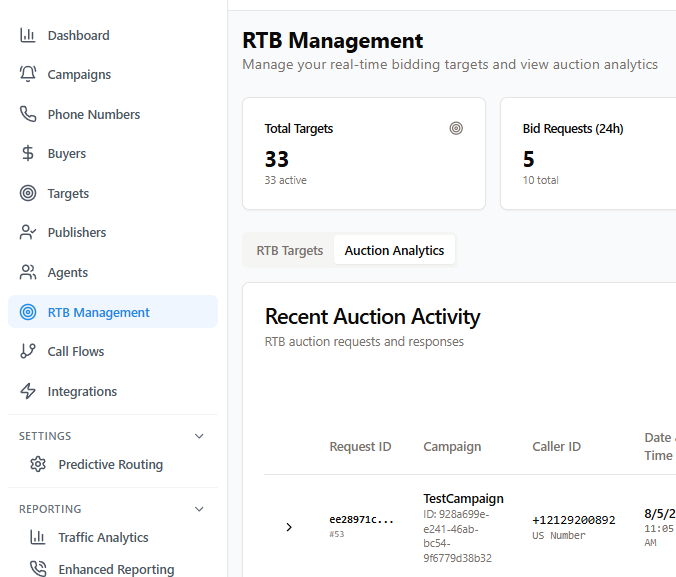 Dashboard
Campaigns
Phone Numbers
Buyers
Targets
Publishers
Agents
RTB Management
Call Flows
Integrations
SETTINGS
Predictive Routing
REPORTING
Traffic Analytics
Enhanced Reporting
RTB Management
Manage your real-time bidding targets and view auction analytics
Total Targets
33
33 active
Bid Requests (24h)
5
10 total
RTB Targets
Auction Analytics
Recent Auction Activity
RTB auction requests and responses
Request ID
Campaign
Caller ID
Date
Time
ee28971c...
#53
TestCampaign
ID: 928a699e-
e241-46ab-
bc54-
9f6779d38b32
+12129200892
US Number
8/5/2
11:05
AM